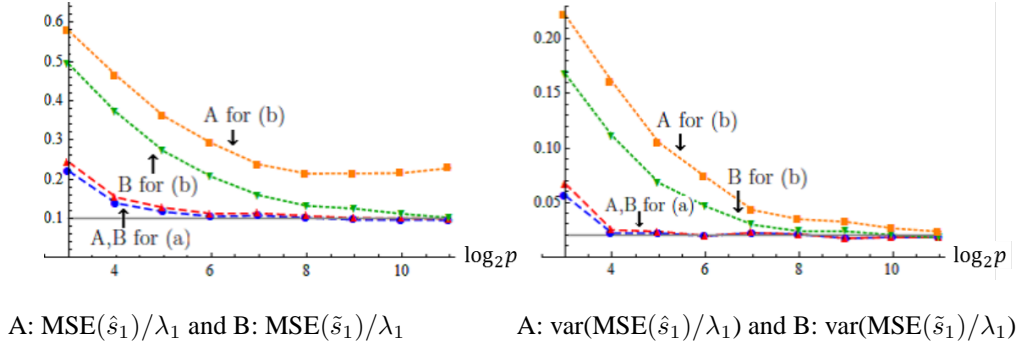 0.6
0.5
0.4
0.3
0.2
0.1
4 6 8 10
log₂p
A for (b)
B for (b)
A,B for (a)
0.20
0.15
0.10
0.05
4 6 8 10
log₂p
A for (b)
B for (b)
A,B for (a)
A: MSE(ŝ₁)/λ₁ and B: MSE(s̃₁)/λ₁
A: var(MSE(ŝ₁)/λ₁) and B: var(MSE(s̃₁)/λ₁)